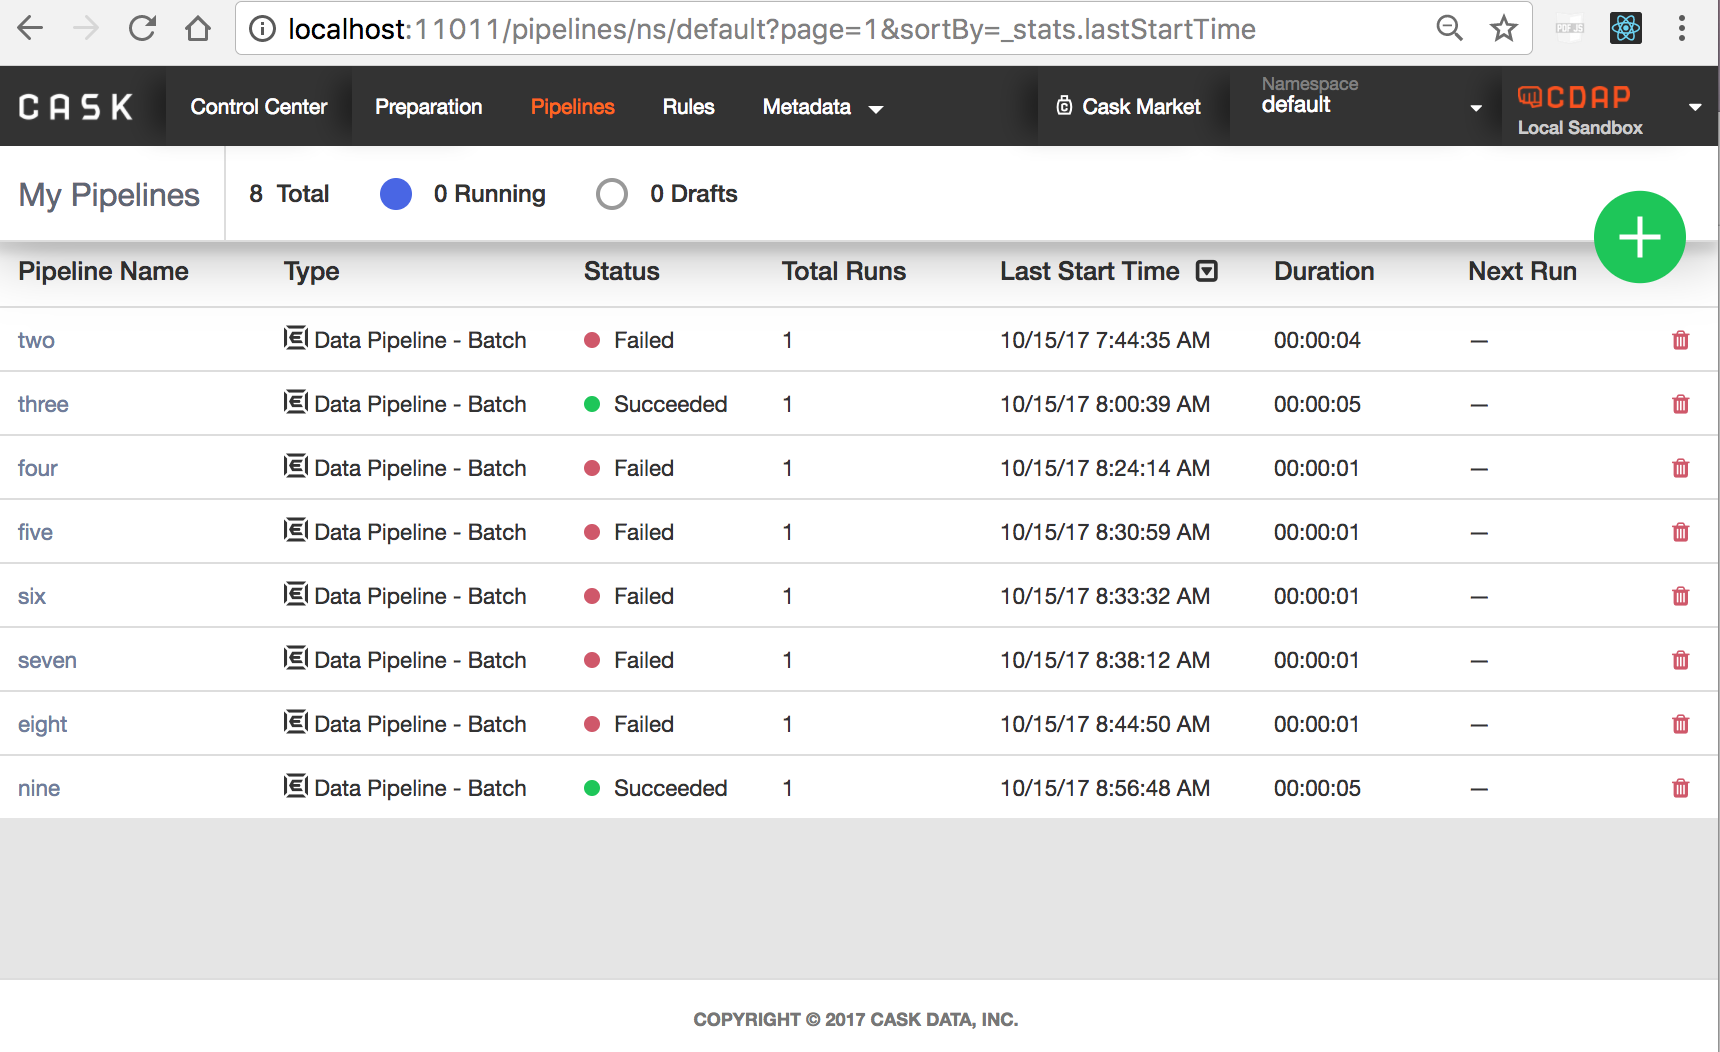 localhost:11011/pipelines/ns/default?page=1&sortBy=_stats.lastStartTime
PDF.JS
CASK Control Center Preparation Pipelines Rules Metadata Cask Market Namespace default CDAP Local Sandbox
My Pipelines 8 Total 0 Running 0 Drafts
Pipeline Name Type Status Total Runs Last Start Time Duration Next Run
two Data Pipeline - Batch Failed 1 10/15/17 7:44:35 AM 00:00:04 —
three Data Pipeline - Batch Succeeded 1 10/15/17 8:00:39 AM 00:00:05 —
four Data Pipeline - Batch Failed 1 10/15/17 8:24:14 AM 00:00:01 —
five Data Pipeline - Batch Failed 1 10/15/17 8:30:59 AM 00:00:01 —
six Data Pipeline - Batch Failed 1 10/15/17 8:33:32 AM 00:00:01 —
seven Data Pipeline - Batch Failed 1 10/15/17 8:38:12 AM 00:00:01 —
eight Data Pipeline - Batch Failed 1 10/15/17 8:44:50 AM 00:00:01 —
nine Data Pipeline - Batch Succeeded 1 10/15/17 8:56:48 AM 00:00:05 —
COPYRIGHT © 2017 CASK DATA, INC.